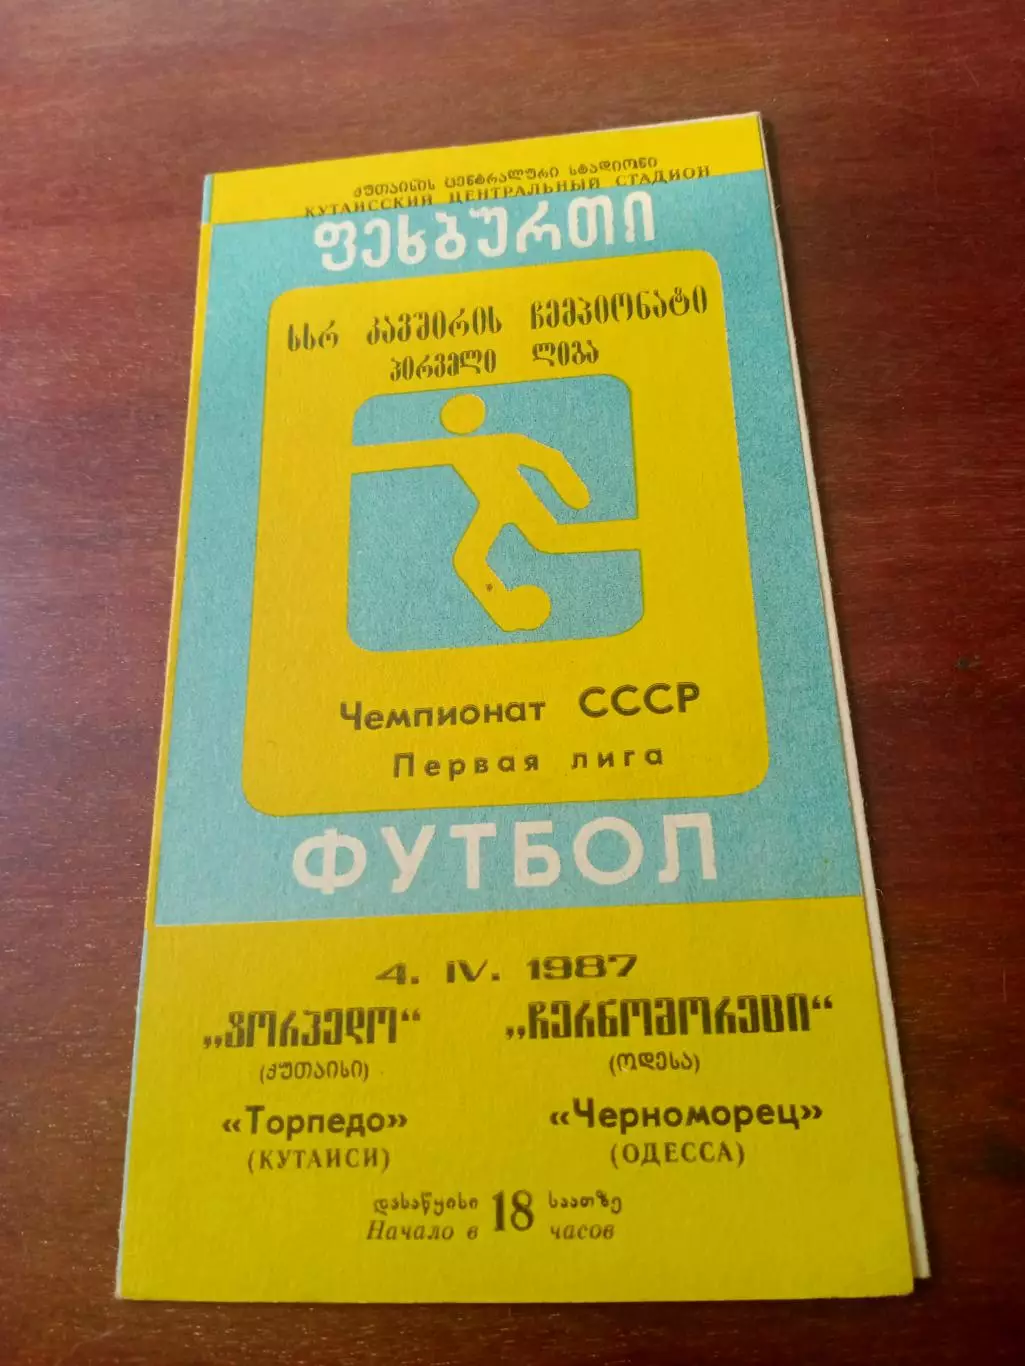 ქუთაისის ცენტრალური სტადიონი
КУТАИССКИЙ ЦЕНТРАЛЬНЫЙ СТАДИОН
ფეხბურთი
სსრ კავშირის ჩემპიონატი
პირველი ლიგა
Чемпионат СССР
Первая лига
ФУТБОЛ
4. IV. 1987
„ტორპედო“ „ჩერნომორეცი“
(ქუთაისი) (ოდესა)
«Торпедо» «Черноморец»
(КУТАИСИ) (ОДЕССА)
დასაწყისი 18 საათზე
Начало в 18 часов